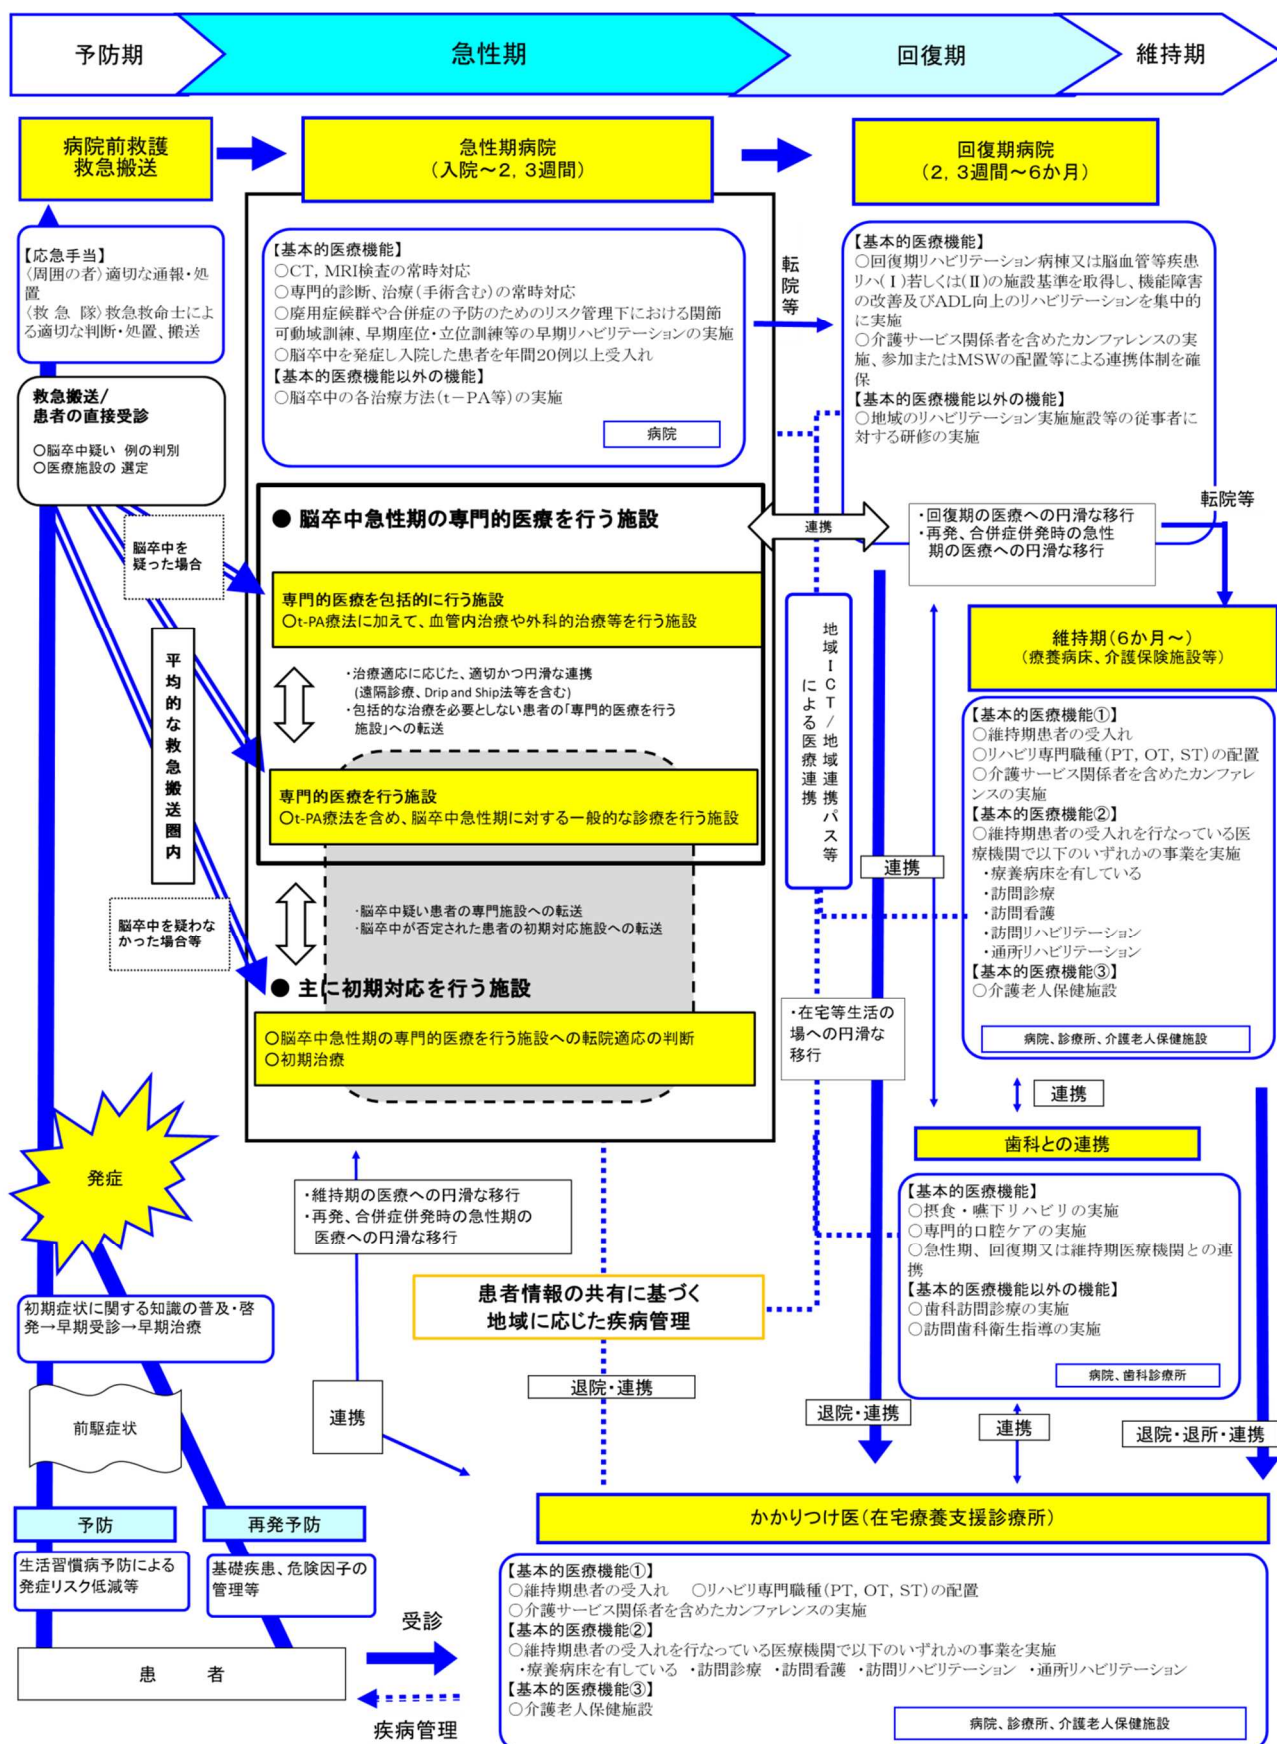 予防期
急性期
回復期
維持期
病院前救護
救急搬送
急性期病院
(入院～2，3週間)
回復期病院
(2，3週間～6か月)
【応急手当】
〈周囲の者〉適切な通報・処
置
〈救 急 隊〉救急救命士によ
る適切な判断・処置、搬送
救急搬送/
患者の直接受診
○脳卒中疑い 例の判別
○医療施設の 選定
【基本的医療機能】
○CT，MRI検査の常時対応
○専門的診断、治療(手術含む)の常時対応
○廃用症候群や合併症の予防のためのリスク管理下における関節
可動域訓練、早期座位・立位訓練等の早期リハビリテーションの実施
○脳卒中を発症し入院した患者を年間20例以上受入れ
【基本的医療機能以外の機能】
○脳卒中の各治療方法(t－PA等)の実施
病院
転院等
【基本的医療機能】
○回復期リハビリテーション病棟又は脳血管等疾患
リハ(Ⅰ)若しくは(Ⅱ)の施設基準を取得し、機能障害
の改善及びADL向上のリハビリテーションを集中的
に実施
○介護サービス関係者を含めたカンファレンスの実
施、参加またはMSWの配置等による連携体制を確
保
【基本的医療機能以外の機能】
○地域のリハビリテーション実施施設等の従事者に
対する研修の実施
転院等
・回復期の医療への円滑な移行
・再発、合併症併発時の急性
期の医療への円滑な移行
連携
● 脳卒中急性期の専門的医療を行う施設
脳卒中を
疑った場合
専門的医療を包括的に行う施設
○t-PA療法に加えて、血管内治療や外科的治療等を行う施設
・治療適応に応じた、適切かつ円滑な連携
(遠隔診療、Drip and Ship法等を含む)
・包括的な治療を必要としない患者の「専門的医療を行う
施設」への転送
平均的な救急搬送圏内
専門的医療を行う施設
○t-PA療法を含め、脳卒中急性期に対する一般的な診療を行う施設
・脳卒中疑い患者の専門施設への転送
・脳卒中が否定された患者の初期対応施設への転送
脳卒中を疑わな
かった場合等
● 主に初期対応を行う施設
○脳卒中急性期の専門的医療を行う施設への転院適応の判断
○初期治療
地域ICT/地域連携パス等
による医療連携
連携
・在宅等生活の
場への円滑な
移行
維持期(6か月～)
(療養病床、介護保険施設等)
【基本的医療機能①】
○維持期患者の受入れ
○リハビリ専門職種(PT，OT，ST)の配置
○介護サービス関係者を含めたカンファレ
ンスの実施
【基本的医療機能②】
○維持期患者の受入れを行なっている医
療機関で以下のいずれかの事業を実施
・療養病床を有している
・訪問診療
・訪問看護
・訪問リハビリテーション
・通所リハビリテーション
【基本的医療機能③】
○介護老人保健施設
病院、診療所、介護老人保健施設
連携
歯科との連携
【基本的医療機能】
○摂食・嚥下リハビリの実施
○専門的口腔ケアの実施
○急性期、回復期又は維持期医療機関との連
携
【基本的医療機能以外の機能】
○歯科訪問診療の実施
○訪問歯科衛生指導の実施
病院、歯科診療所
発症
・維持期の医療への円滑な移行
・再発、合併症併発時の急性期の
医療への円滑な移行
患者情報の共有に基づく
地域に応じた疾病管理
初期症状に関する知識の普及・啓
発→早期受診→早期治療
前駆症状
連携
退院・連携
退院・連携
連携
退院・退所・連携
予防
再発予防
生活習慣病予防による
発症リスク低減等
基礎疾患、危険因子の
管理等
患 者
受診
疾病管理
かかりつけ医(在宅療養支援診療所)
【基本的医療機能①】
○維持期患者の受入れ ○リハビリ専門職種(PT，OT，ST)の配置
○介護サービス関係者を含めたカンファレンスの実施
【基本的医療機能②】
○維持期患者の受入れを行なっている医療機関で以下のいずれかの事業を実施
・療養病床を有している ・訪問診療 ・訪問看護 ・訪問リハビリテーション ・通所リハビリテーション
【基本的医療機能③】
○介護老人保健施設
病院、診療所、介護老人保健施設